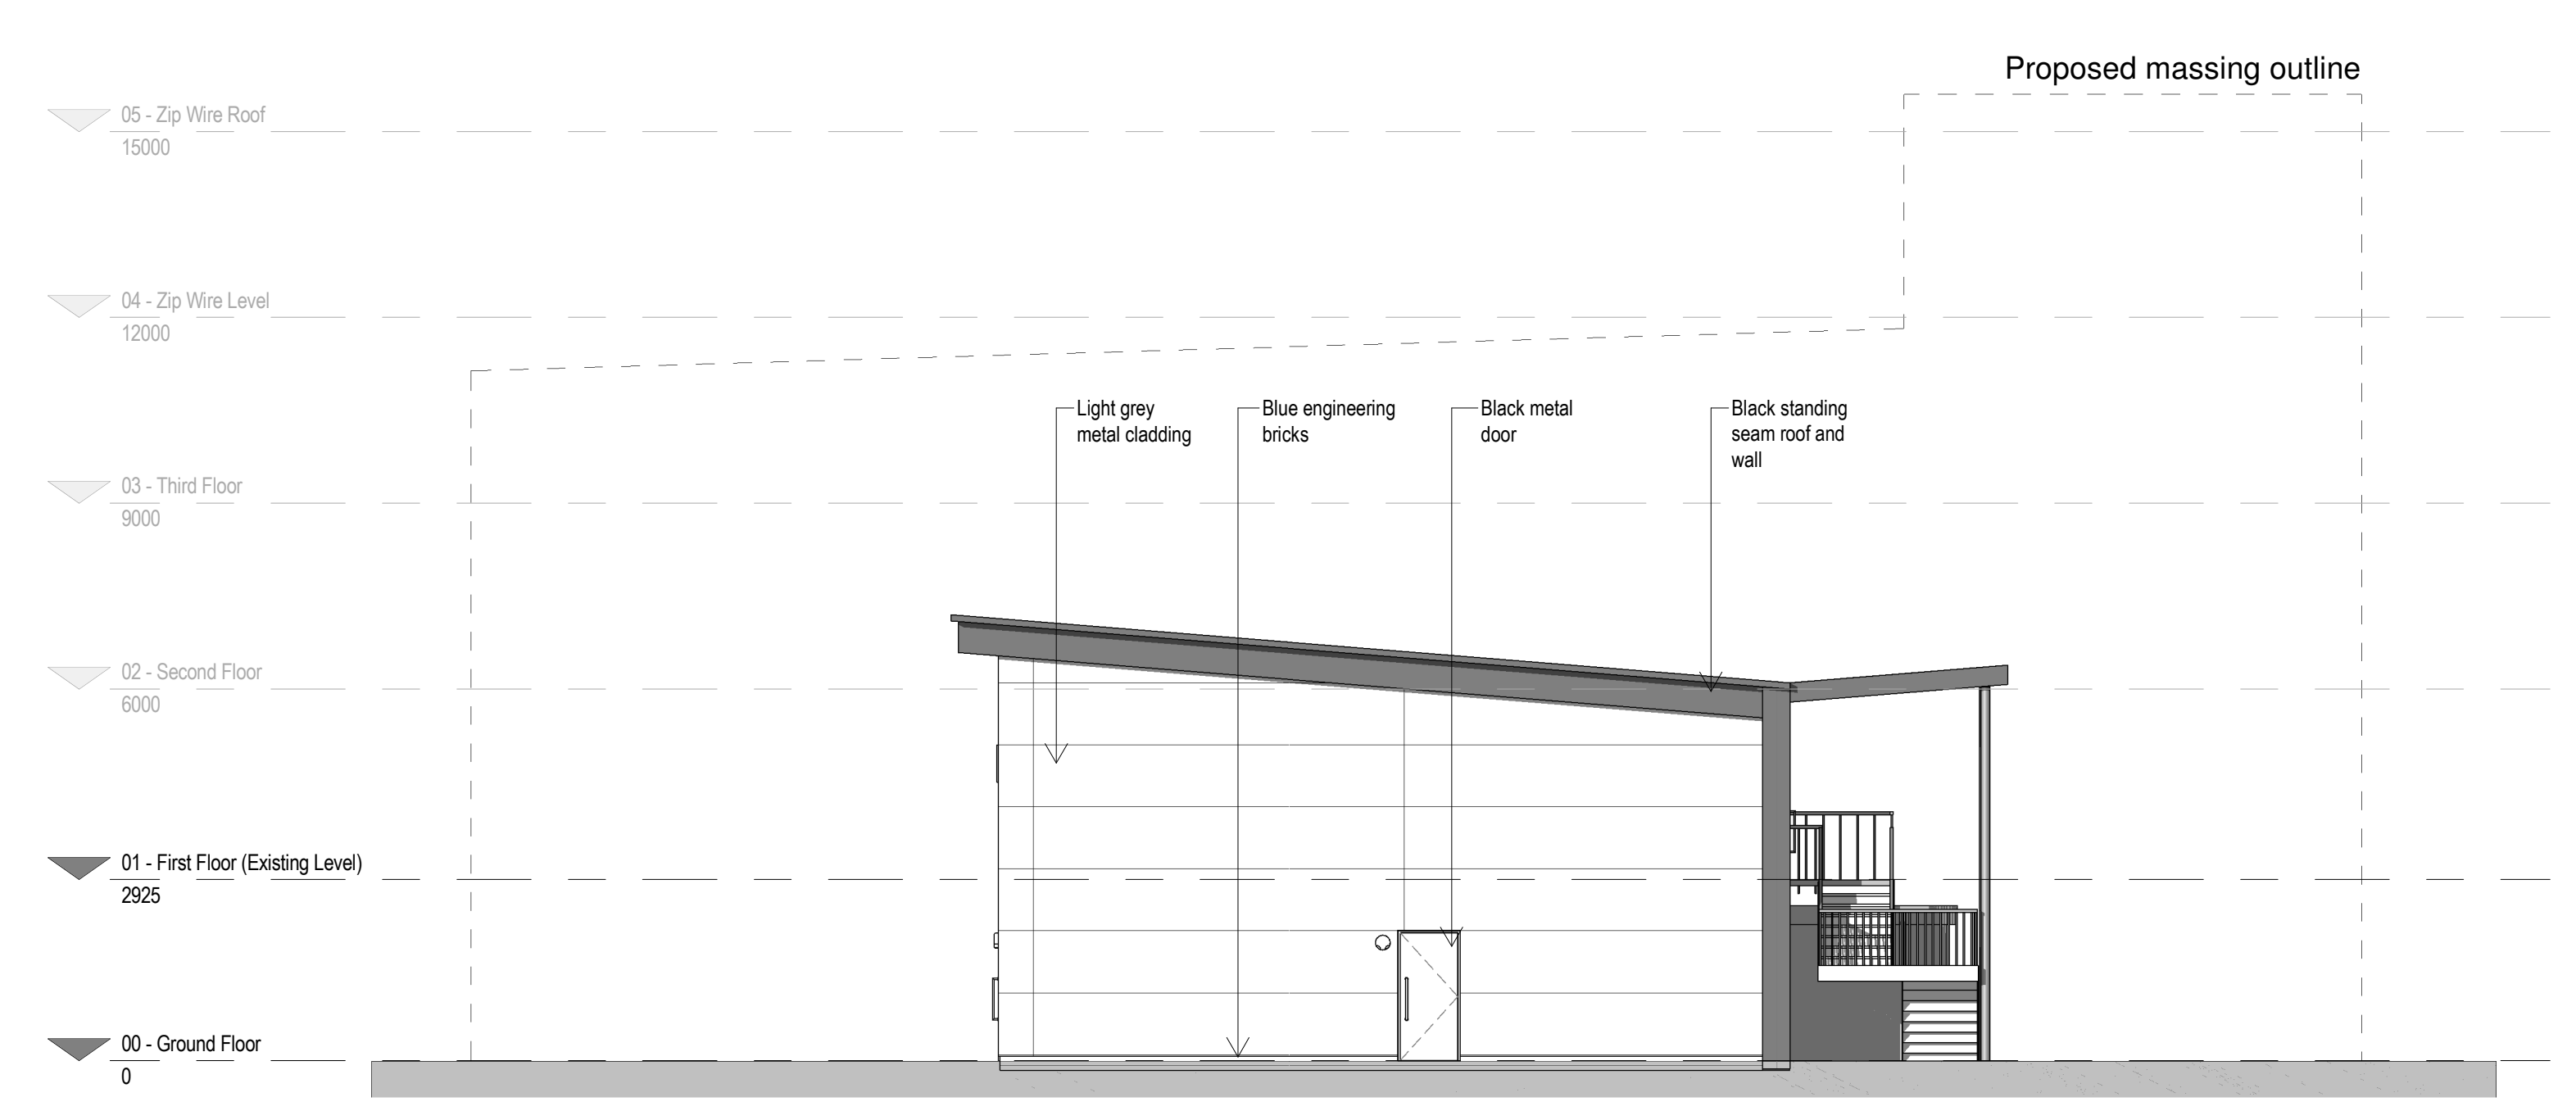 Proposed massing outline
05 - Zip Wire Roof
15000
04 - Zip Wire Level
12000
Light grey
metal cladding
Blue engineering
bricks
Black metal
door
Black standing
seam roof and
wall
03 - Third Floor
9000
02 - Second Floor
6000
01 - First Floor (Existing Level)
2925
00 - Ground Floor
0